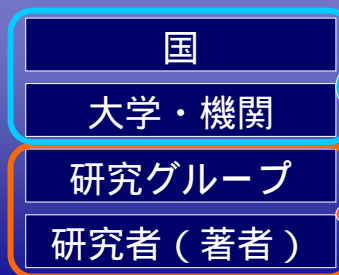 国
大学・機関
研究グループ
研究者（著者）